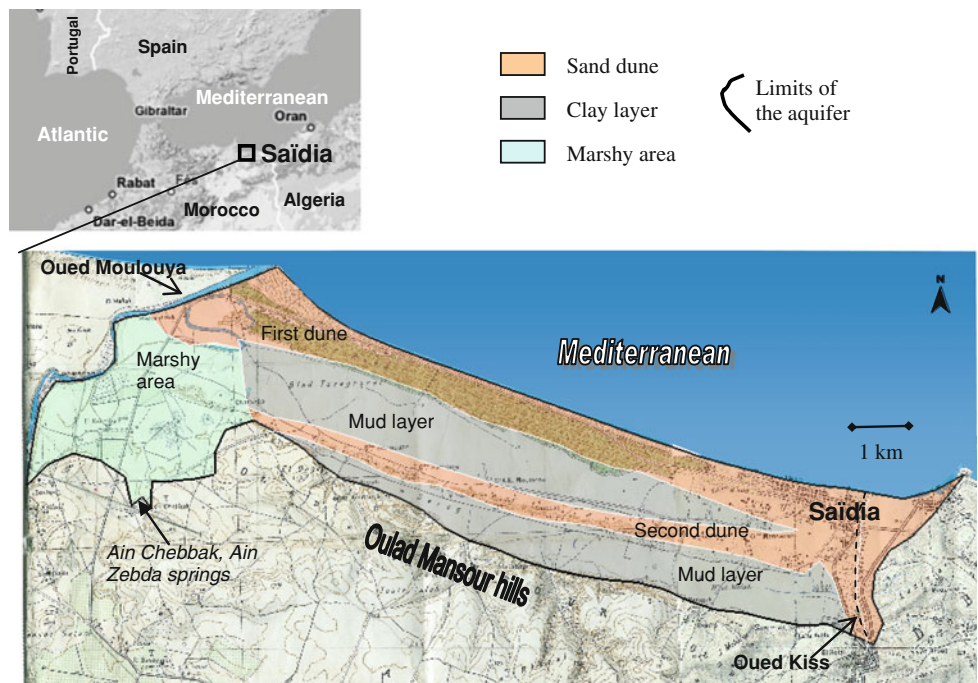 Portugal
Spain
Mediterranean
Gibraltar
Oran
Atlantic
Saïdia
Rabat
Fés
Algeria
Morocco
Dar-el-Beida
Sand dune
Clay layer
Marshy area
Limits of
the aquifer
Oued Moulouya
N
First dune
Mediterranean
Marshy
area
Mud layer
1 km
Saïdia
Second dune
Ain Chebbak, Ain
Zebda springs
Oulad Mansour hills
Mud layer
Oued Kiss